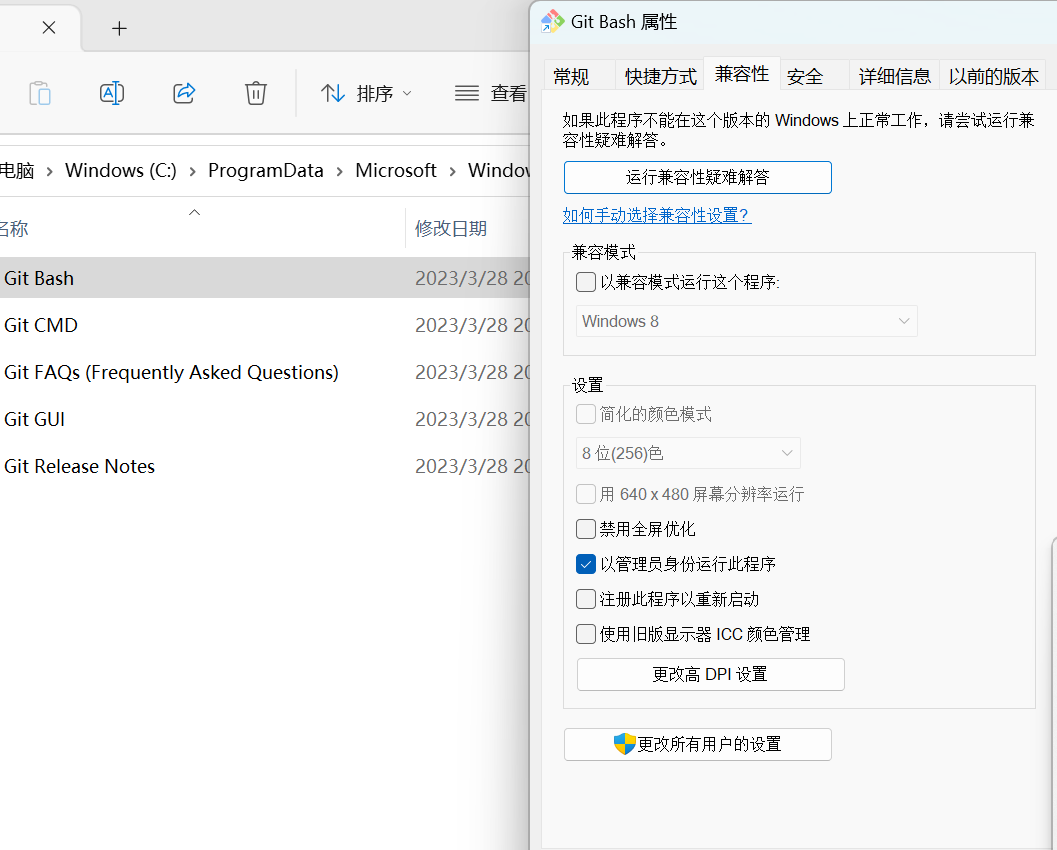 Git Bash 属性
排序
查看
电脑 › Windows (C:) › ProgramData › Microsoft ›
名称
修改日期
Git Bash
2023/3/28
Git CMD
2023/3/28
Git FAQs (Frequently Asked Questions)
2023/3/28
Git GUI
2023/3/28
Git Release Notes
2023/3/28
常规 快捷方式 兼容性 安全 详细信息 以前的版本
如果此程序不能在这个版本的 Windows 上正常工作，请尝试运行兼
容性疑难解答。
运行兼容性疑难解答
如何手动选择兼容性设置?
兼容模式
以兼容模式运行这个程序:
Windows 8
设置
简化的颜色模式
8 位(256)色
用 640 x 480 屏幕分辨率运行
禁用全屏优化
以管理员身份运行此程序
注册此程序以重新启动
使用旧版显示器 ICC 颜色管理
更改高 DPI 设置
更改所有用户的设置